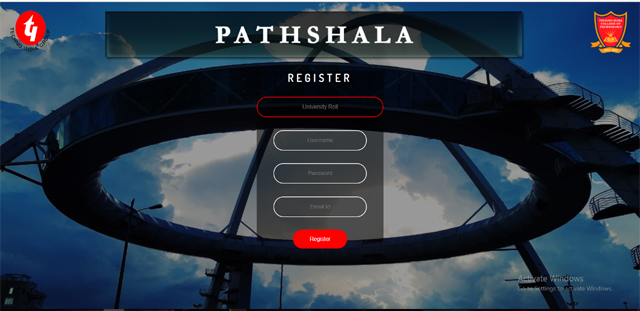 PATHSHALA
REGISTER
University Roll
Username
Password
Email Id
Register
Activate Windows
Go to Settings to activate Windows.